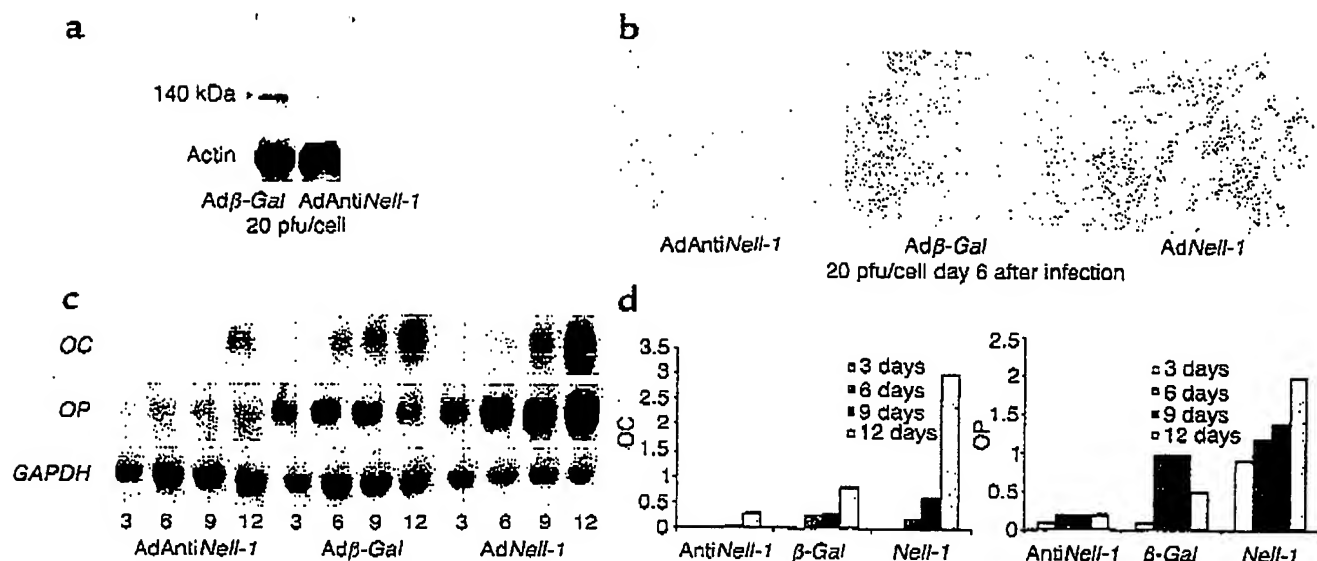 a
140 kDa
Actin
Adβ-Gal AdAntiNell-1
20 pfu/cell
b
AdAntiNell-1 Adβ-Gal AdNell-1
20 pfu/cell day 6 after infection
c
OC
OP
GAPDH
3 6 9 12 3 6 9 12 3 6 9 12
AdAntiNell-1 Adβ-Gal AdNell-1
d
OC
3.5
3
2.5
2
1.5
1
0.5
0
3 days
6 days
9 days
12 days
AntiNell-1 β-Gal Nell-1
OP
2.5
2
1.5
1
0.5
0
3 days
6 days
9 days
12 days
AntiNell-1 β-Gal Nell-1